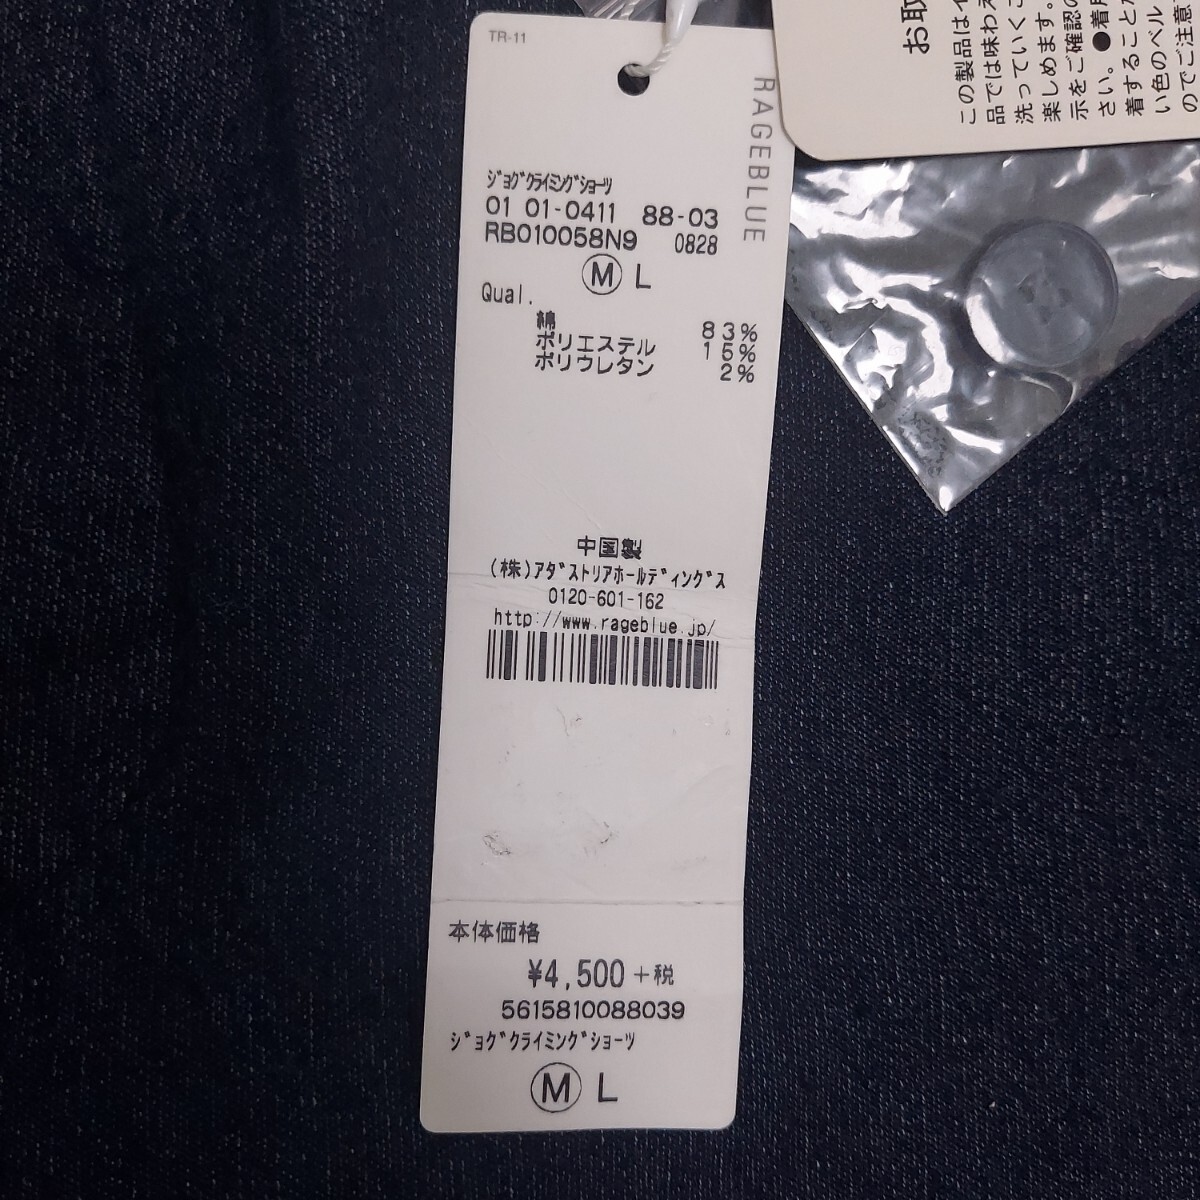 TR-11
RAGEBLUE
ｼﾞｮｸﾞｸﾗｲﾐﾝｸﾞｼｮｰﾂ
01 01-0411 88-03
RB010058N9 0828
Ⓜ L
Qual.
綿 83%
ポリエステル 15%
ポリウレタン 2%
中国製
(株)ｱﾀﾞｽﾄﾘｱﾎｰﾙﾃﾞｨﾝｸﾞｽ
0120-601-162
http://www.rageblue.jp/
本体価格
¥4,500+税
5615810088039
ｼﾞｮｸﾞｸﾗｲﾐﾝｸﾞｼｮｰﾂ
Ⓜ L
お取
この製品は
品では味わえ
洗っていくこ
楽しめます。
示をご確認の
さい。●着用
着することが
い色のベル
のでご注意